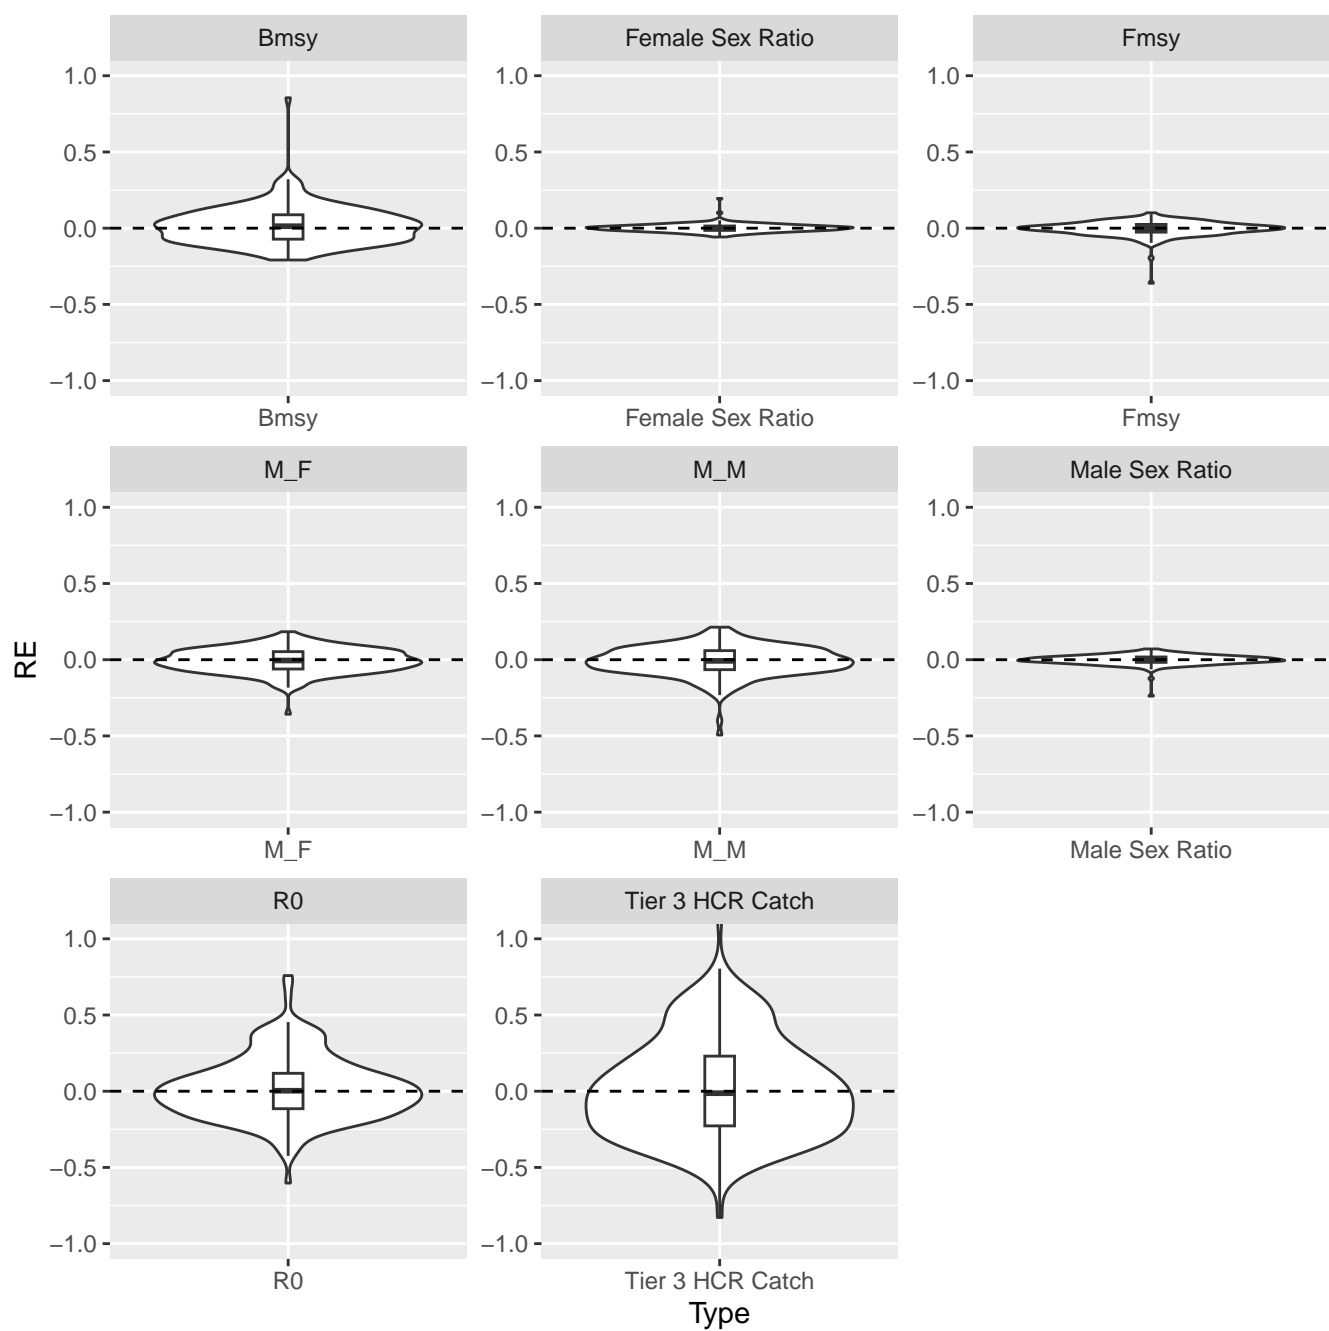 Bmsy Female Sex Ratio Fmsy
1.0 1.0 1.0
0.5 0.5 0.5
0.0 0.0 0.0
−0.5 −0.5 −0.5
−1.0 −1.0 −1.0
Bmsy Female Sex Ratio Fmsy
M_F M_M Male Sex Ratio
1.0 1.0 1.0
0.5 0.5 0.5
RE
0.0 0.0 0.0
−0.5 −0.5 −0.5
−1.0 −1.0 −1.0
M_F M_M Male Sex Ratio
R0 Tier 3 HCR Catch
1.0 1.0
0.5 0.5
0.0 0.0
−0.5 −0.5
−1.0 −1.0
R0 Tier 3 HCR Catch
Type